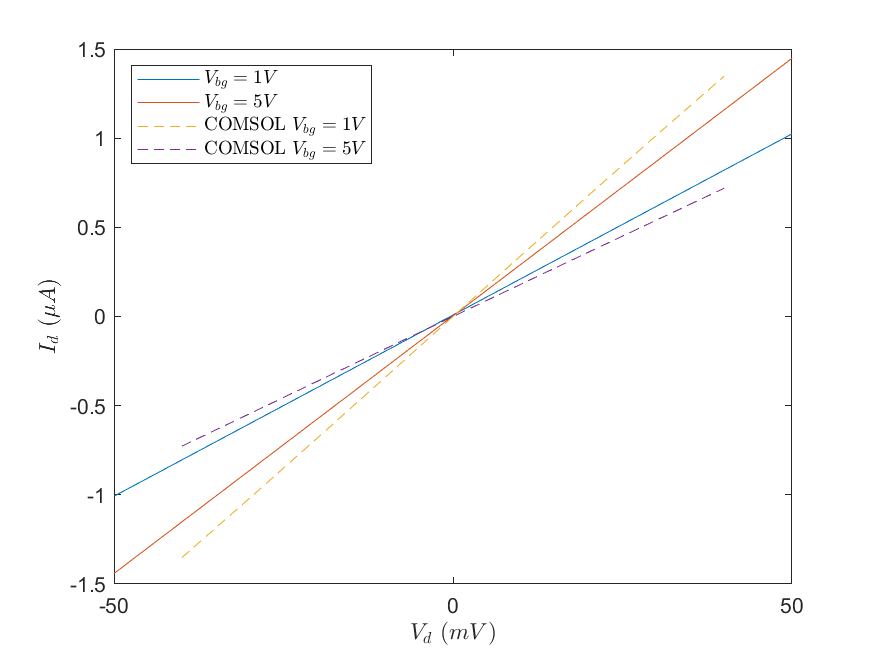 1.5
1
0.5
0
-0.5
-1
-1.5
I_d (μA)
V_bg = 1V
V_bg = 5V
COMSOL V_bg = 1V
COMSOL V_bg = 5V
-50 0 50
V_d (mV)